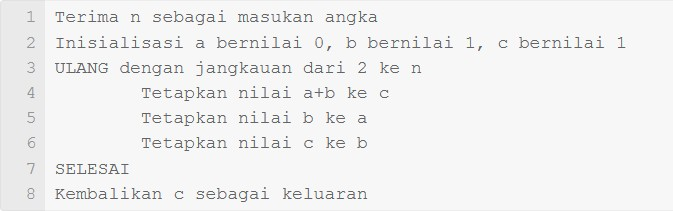 1 Terima n sebagai masukan angka
2 Inisialisasi a bernilai 0, b bernilai 1, c bernilai 1
3 ULANG dengan jangkauan dari 2 ke n
4 Tetapkan nilai a+b ke c
5 Tetapkan nilai b ke a
6 Tetapkan nilai c ke b
7 SELESAI
8 Kembalikan c sebagai keluaran